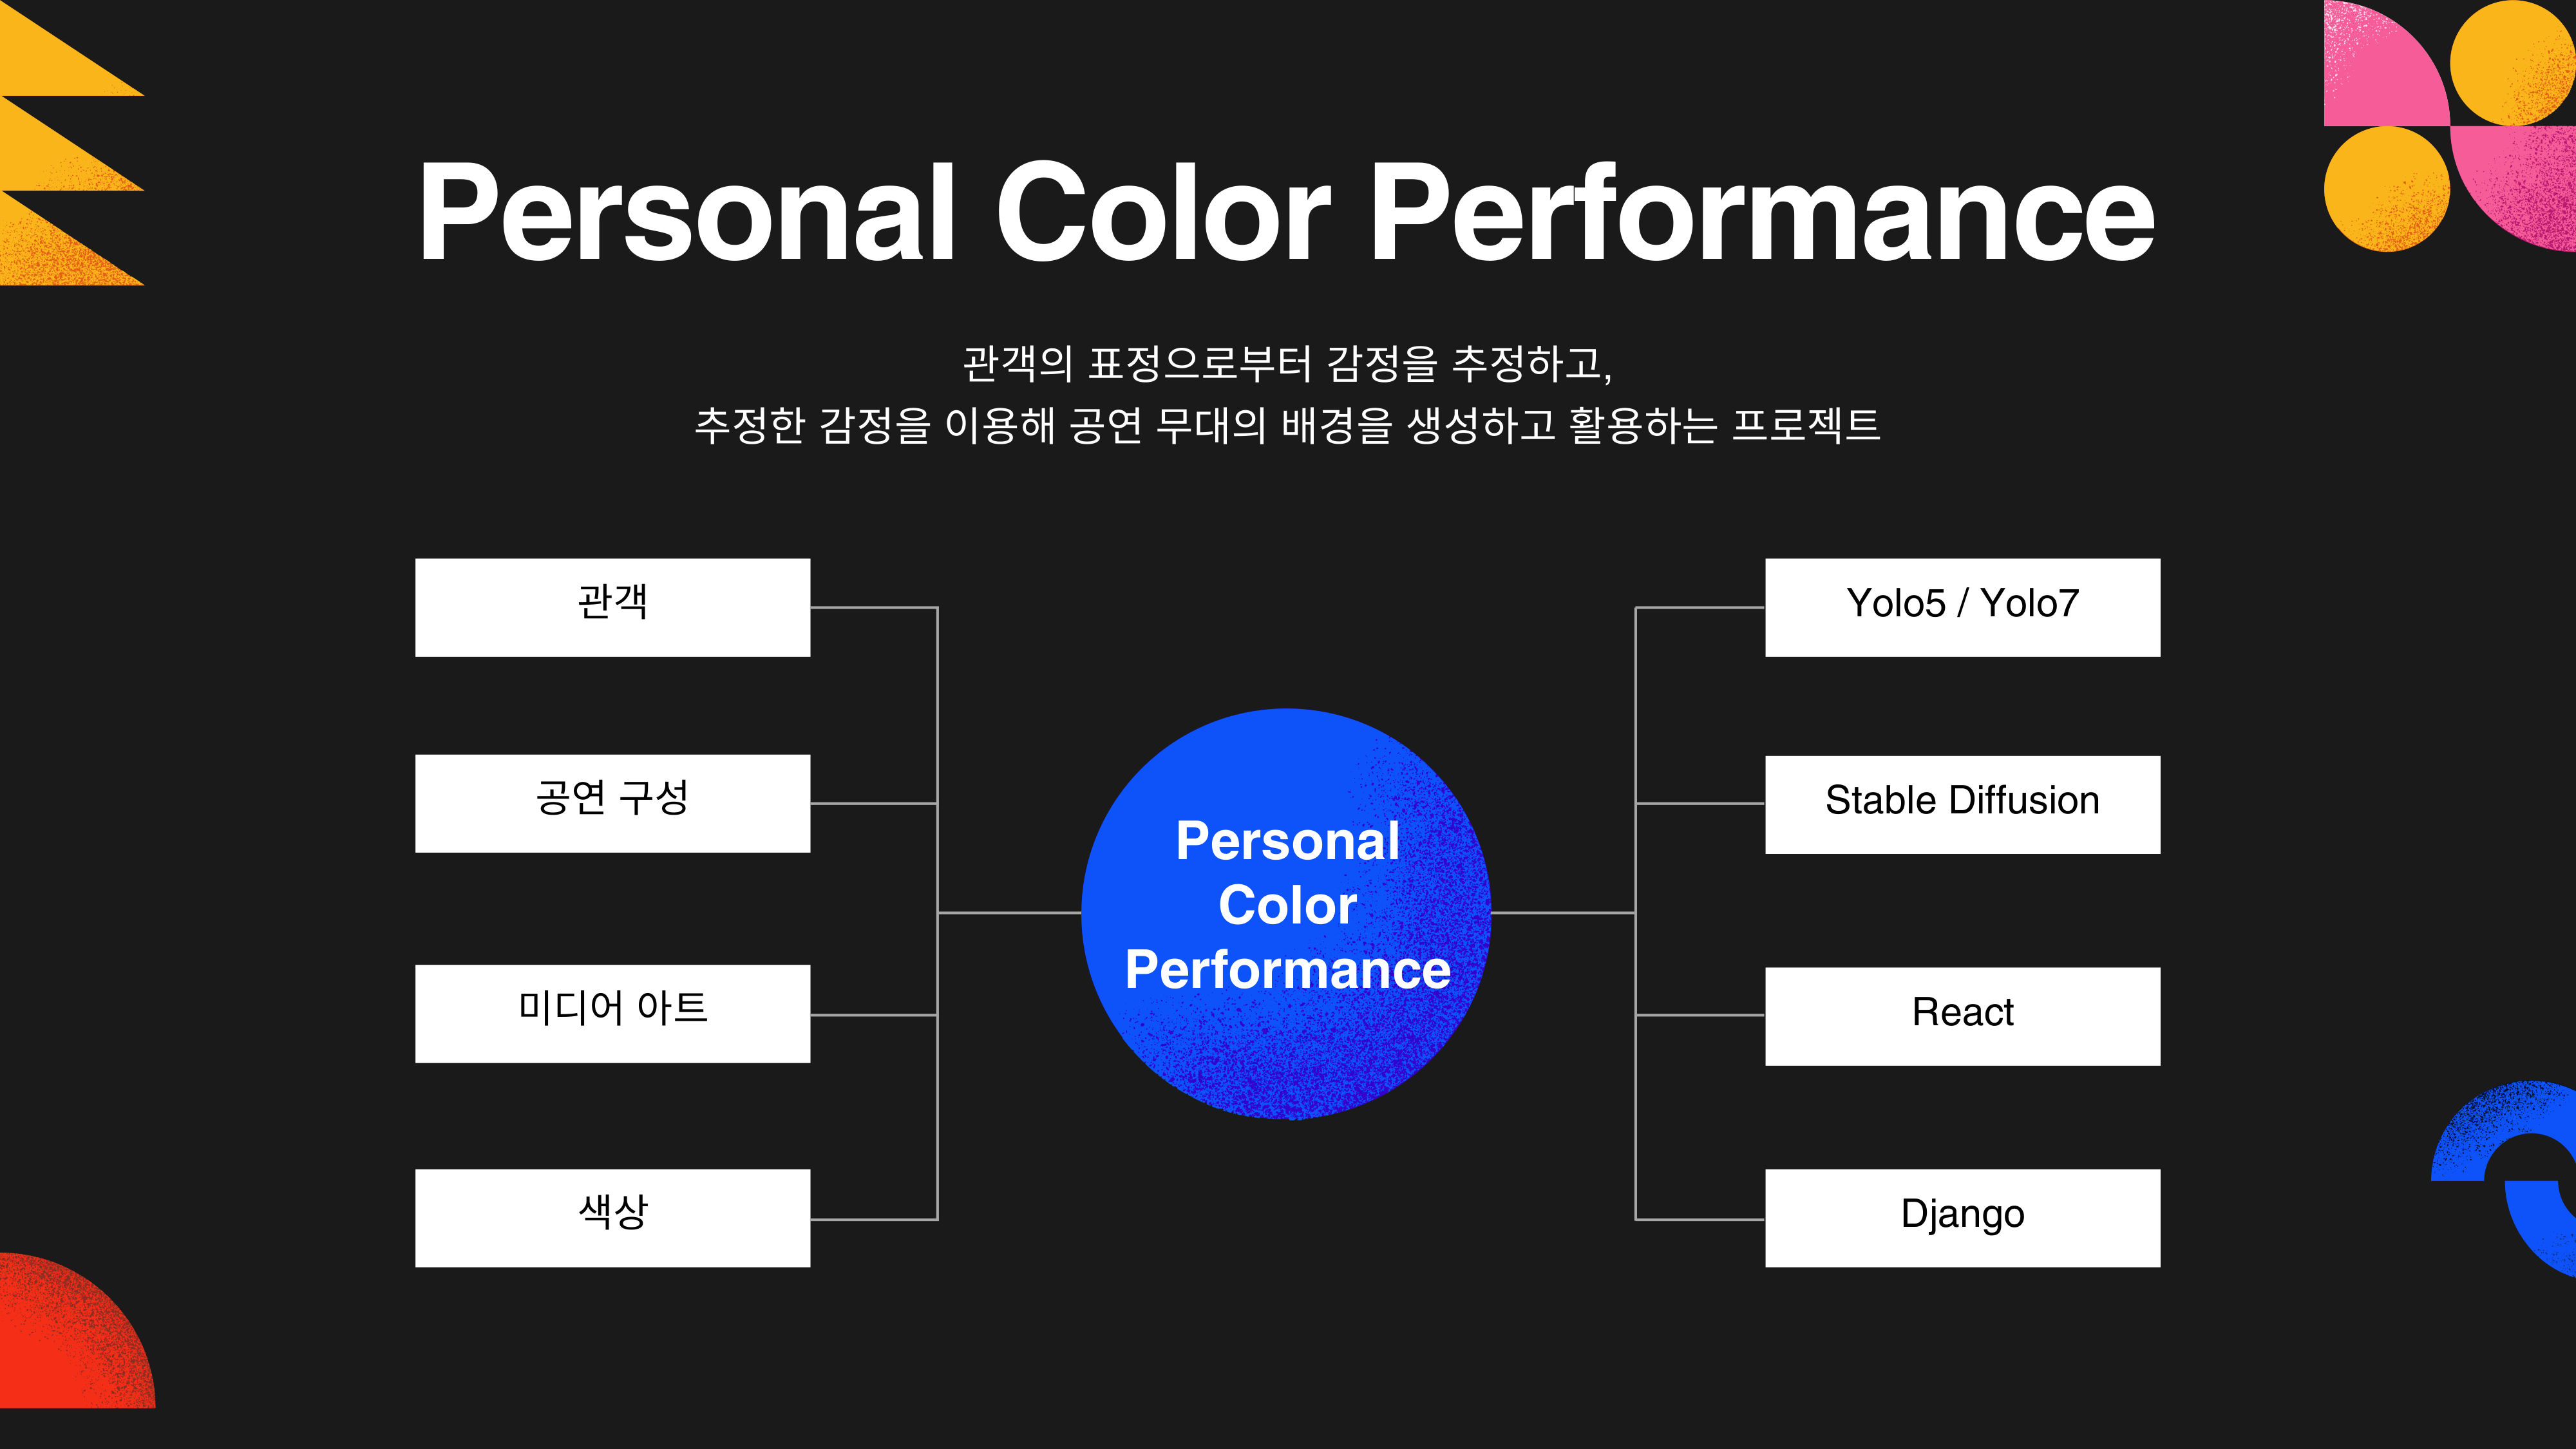 Personal Color Performance
관객의 표정으로부터 감정을 추정하고,
추정한 감정을 이용해 공연 무대의 배경을 생성하고 활용하는 프로젝트
관객
공연 구성
미디어 아트
색상
Personal
Color
Performance
Yolo5 / Yolo7
Stable Diffusion
React
Django